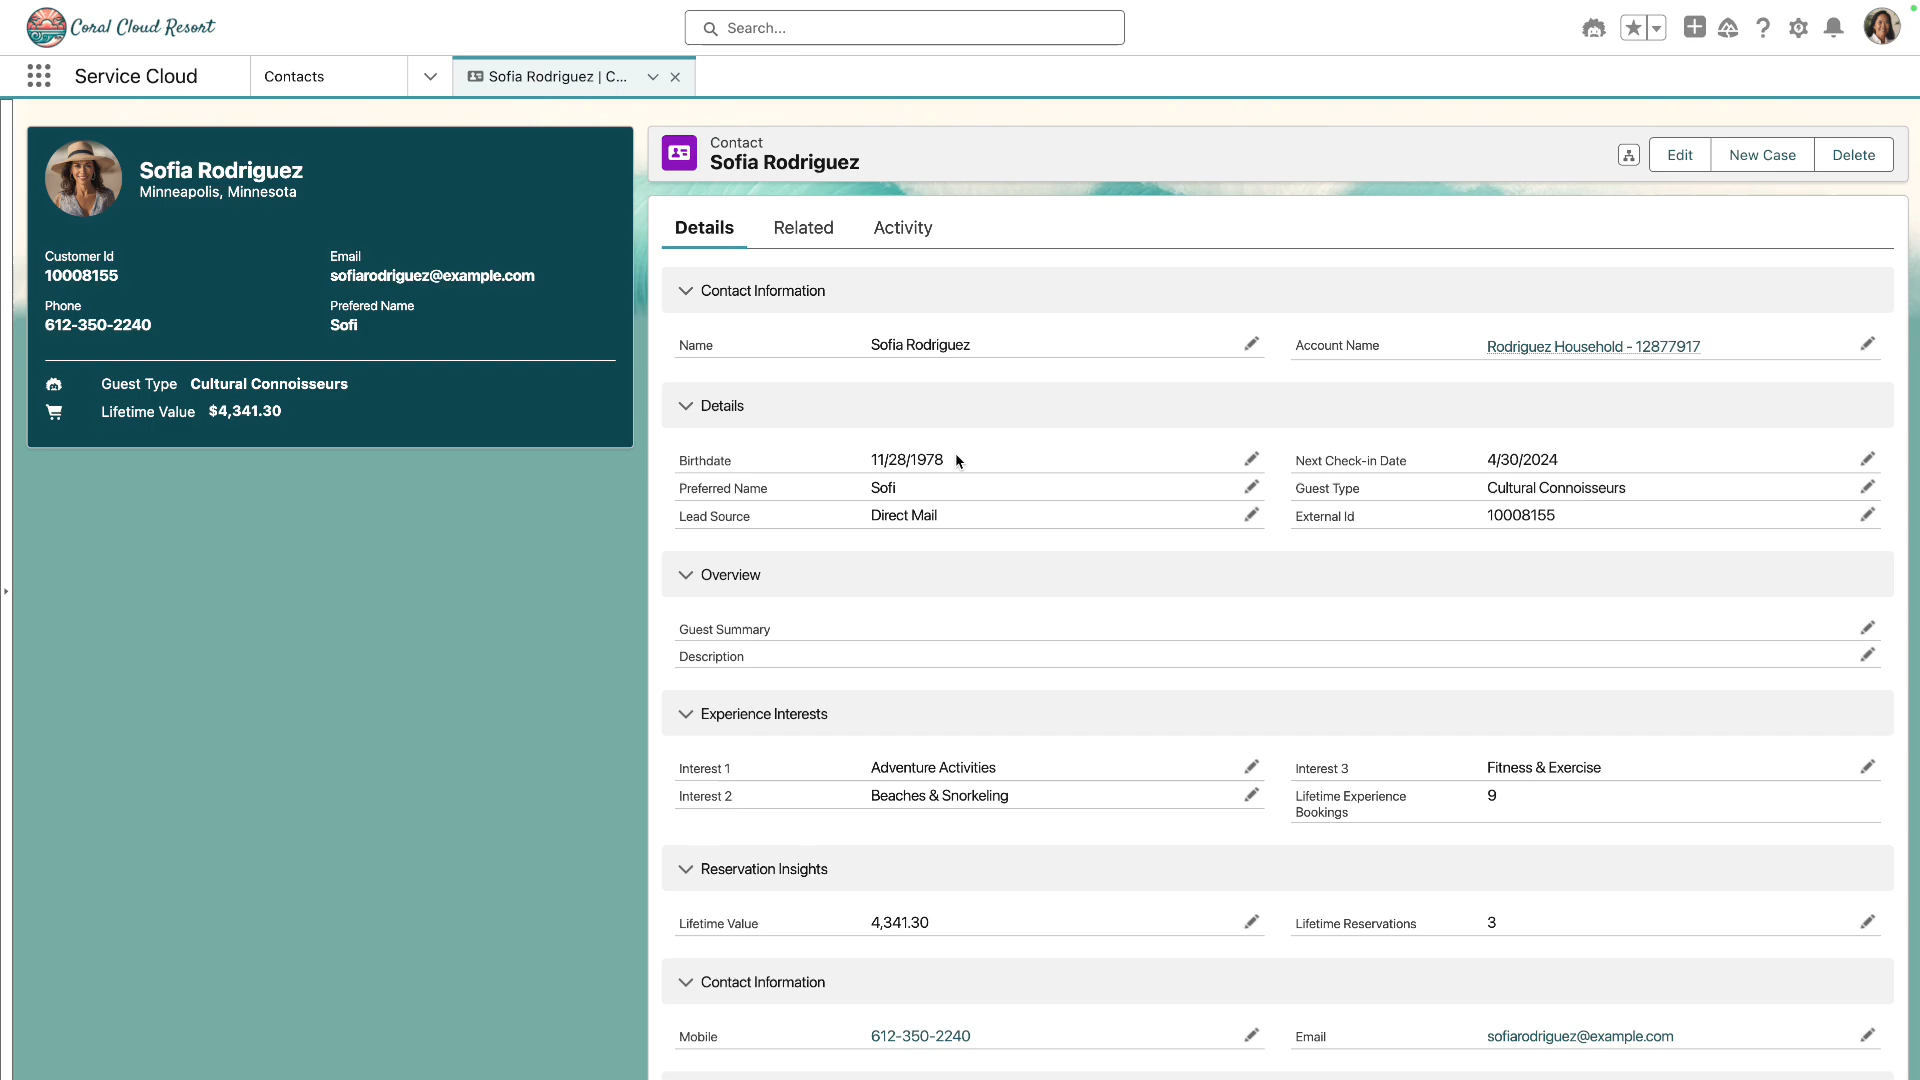 Coral Cloud Resort
Search...
Service Cloud
Contacts
Sofia Rodriguez | C...
Sofia Rodriguez
Minneapolis, Minnesota
Customer Id
10008155
Email
sofiarodriguez@example.com
Phone
612-350-2240
Prefered Name
Sofi
Guest Type Cultural Connoisseurs
Lifetime Value $4,341.30
Contact
Sofia Rodriguez
Edit
New Case
Delete
Details
Related
Activity
Contact Information
Name Sofia Rodriguez
Account Name Rodriguez Household - 12877917
Details
Birthdate 11/28/1978
Next Check-in Date 4/30/2024
Preferred Name Sofi
Guest Type Cultural Connoisseurs
Lead Source Direct Mail
External Id 10008155
Overview
Guest Summary
Description
Experience Interests
Interest 1 Adventure Activities
Interest 3 Fitness & Exercise
Interest 2 Beaches & Snorkeling
Lifetime Experience Bookings 9
Reservation Insights
Lifetime Value 4,341.30
Lifetime Reservations 3
Contact Information
Mobile 612-350-2240
Email sofiarodriguez@example.com